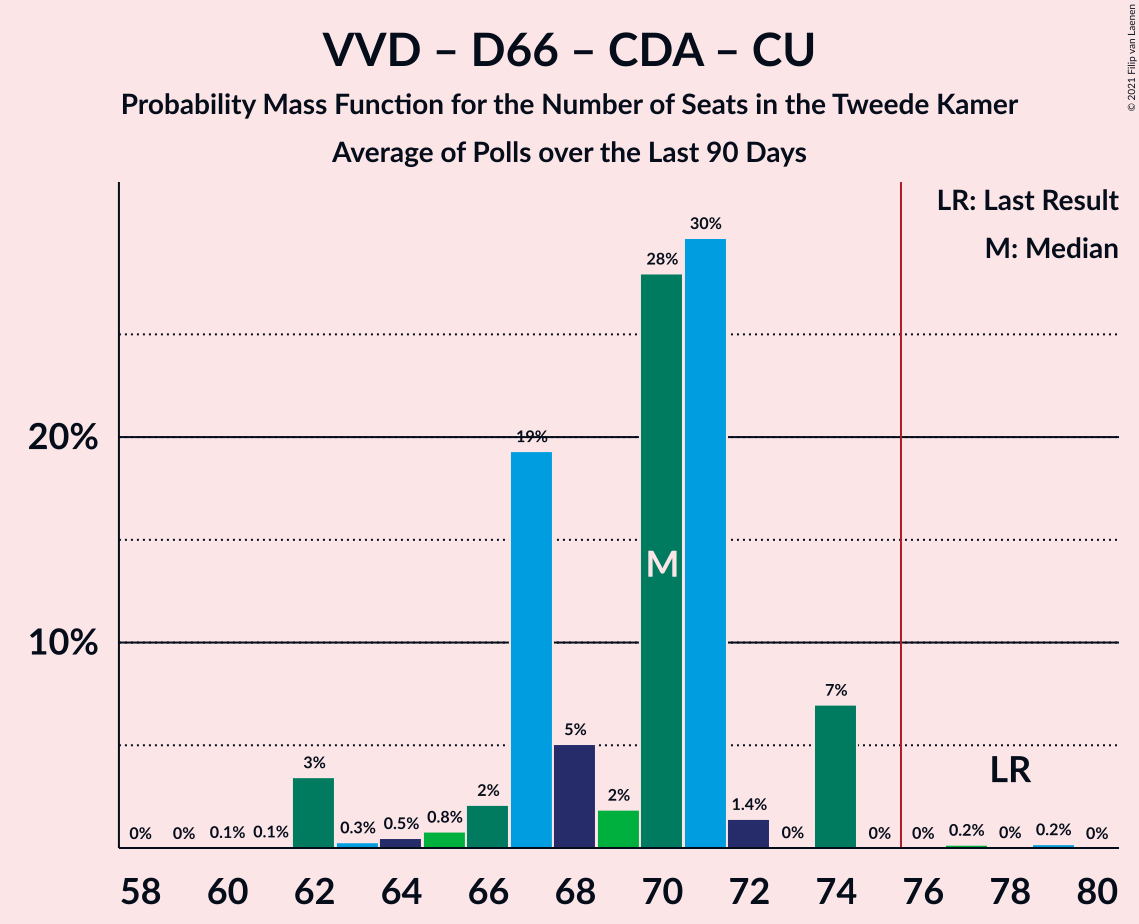 VVD – D66 – CDA – CU
Probability Mass Function for the Number of Seats in the Tweede Kamer
Average of Polls over the Last 90 Days
© 2021 Filip van Laenen
LR: Last Result
M: Median
20%
10%
0% 0% 0.1% 0.1% 3% 0.3% 0.5% 0.8% 2% 19% 5% 2% 28% 30% 1.4% 0% 7% 0% 0% 0.2% 0% 0.2% 0%
M
LR
58 60 62 64 66 68 70 72 74 76 78 80